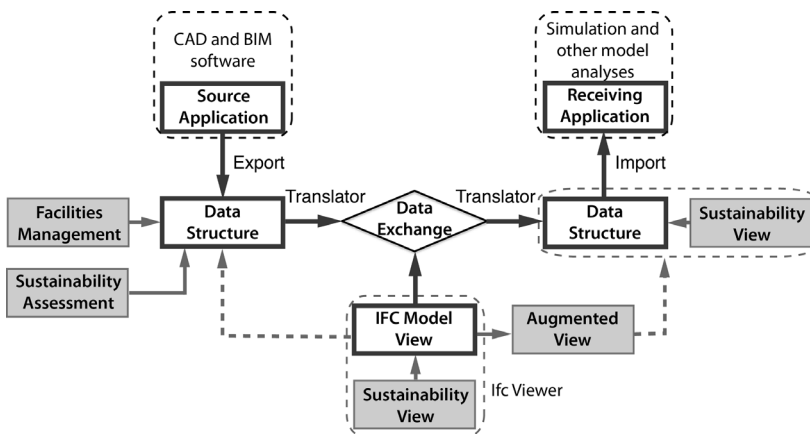 CAD and BIM
software
Source
Application
Simulation and
other model
analyses
Receiving
Application
Export
Import
Translator
Translator
Facilities
Management
Data
Structure
Data
Exchange
Data
Structure
Sustainability
View
Sustainability
Assessment
IFC Model
View
Augmented
View
Sustainability
View
Ifc Viewer